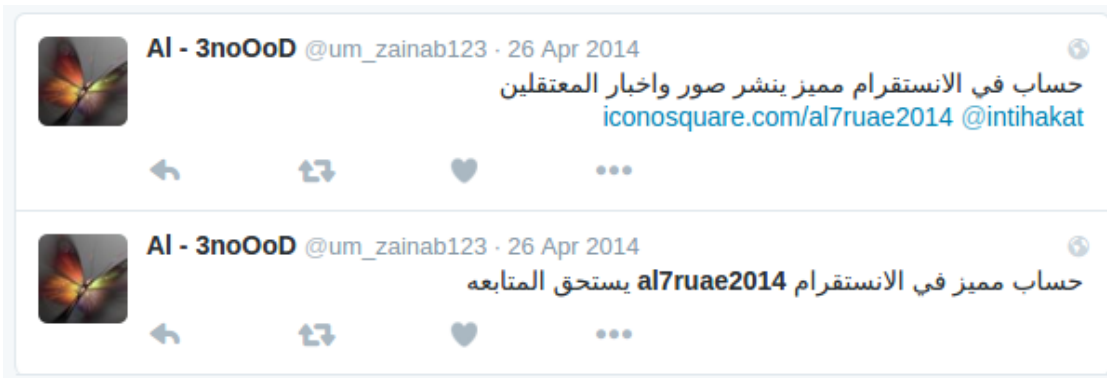 Al - 3noOoD @um_zainab123 · 26 Apr 2014
حساب في الانستقرام مميز ينشر صور واخبار المعتقلين
iconosquare.com/al7ruae2014 @intihakat
Al - 3noOoD @um_zainab123 · 26 Apr 2014
حساب مميز في الانستقرام al7ruae2014 يستحق المتابعه